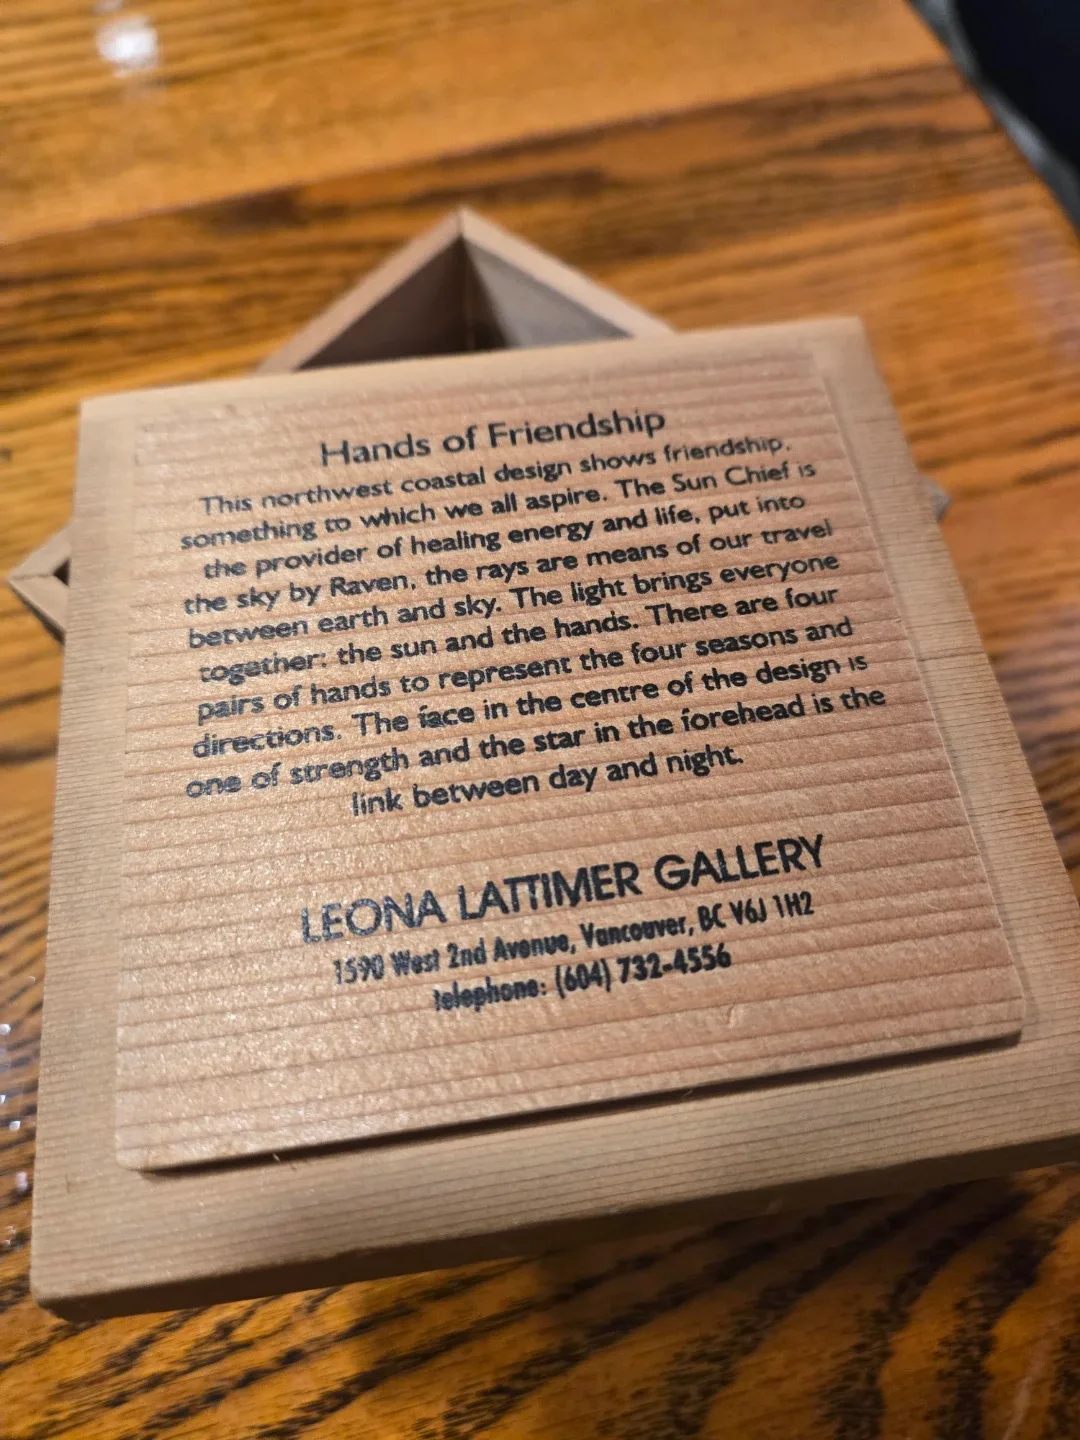 Hands of Friendship
This northwest coastal design shows friendship,
something to which we all aspire. The Sun Chief is
the provider of healing energy and life, put into
the sky by Raven, the rays are means of our travel
between earth and sky. The light brings everyone
together: the sun and the hands. There are four
pairs of hands to represent the four seasons and
directions. The face in the centre of the design is
one of strength and the star in the forehead is the
link between day and night.
LEONA LATTIMER GALLERY
1590 West 2nd Avenue, Vancouver, BC V6J 1H2
telephone: (604) 732-4556